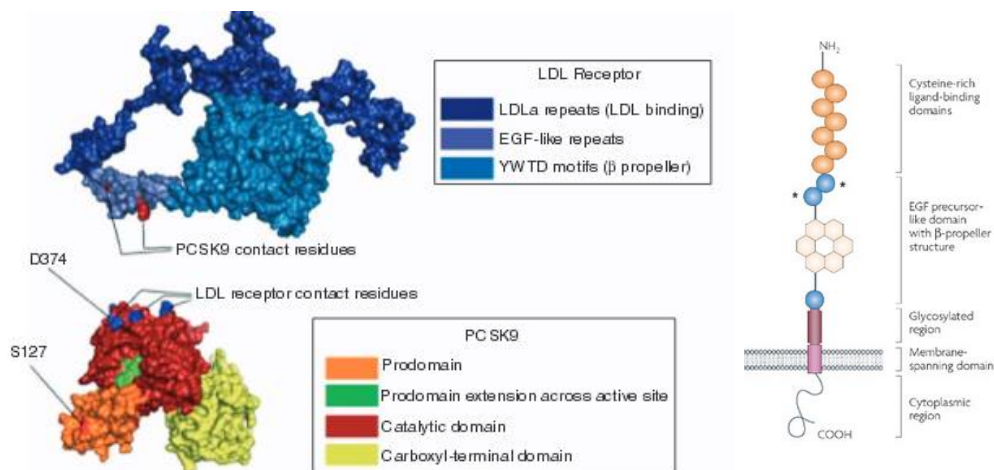 LDL Receptor
LDLa repeats (LDL binding)
EGF-like repeats
YWTD motifs (β propeller)
PCSK9 contact residues
D374
LDL receptor contact residues
S127
PCSK9
Prodomain
Prodomain extension across active site
Catalytic domain
Carboxyl-terminal domain
NH2
Cysteine-rich
ligand-binding
domains
*
*
EGF precursor-
like domain
with β-propeller
structure
Glycosylated
region
Membrane-
spanning domain
Cytoplasmic
region
COOH